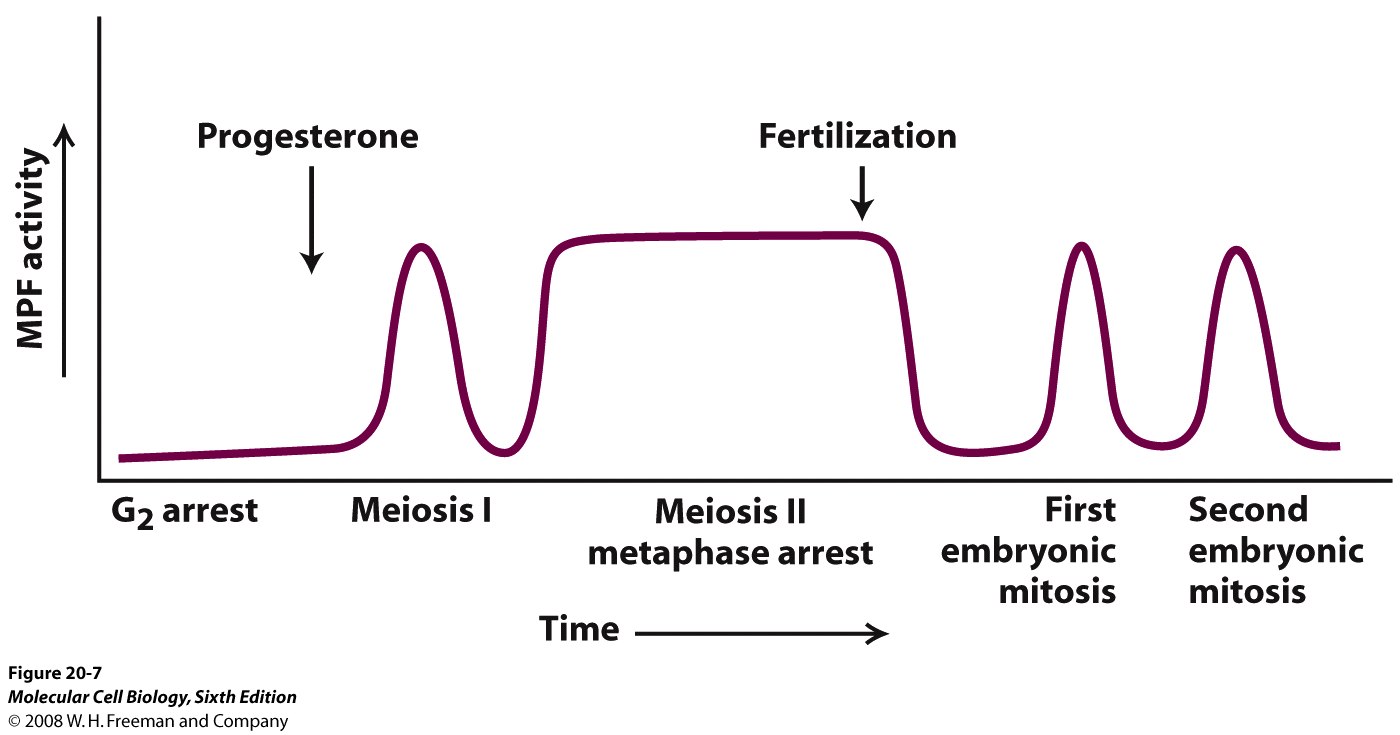 Progesterone
Fertilization
MPF activity
G₂ arrest
Meiosis I
Meiosis II
metaphase arrest
First
embryonic
mitosis
Second
embryonic
mitosis
Time
Figure 20-7
Molecular Cell Biology, Sixth Edition
© 2008 W. H. Freeman and Company